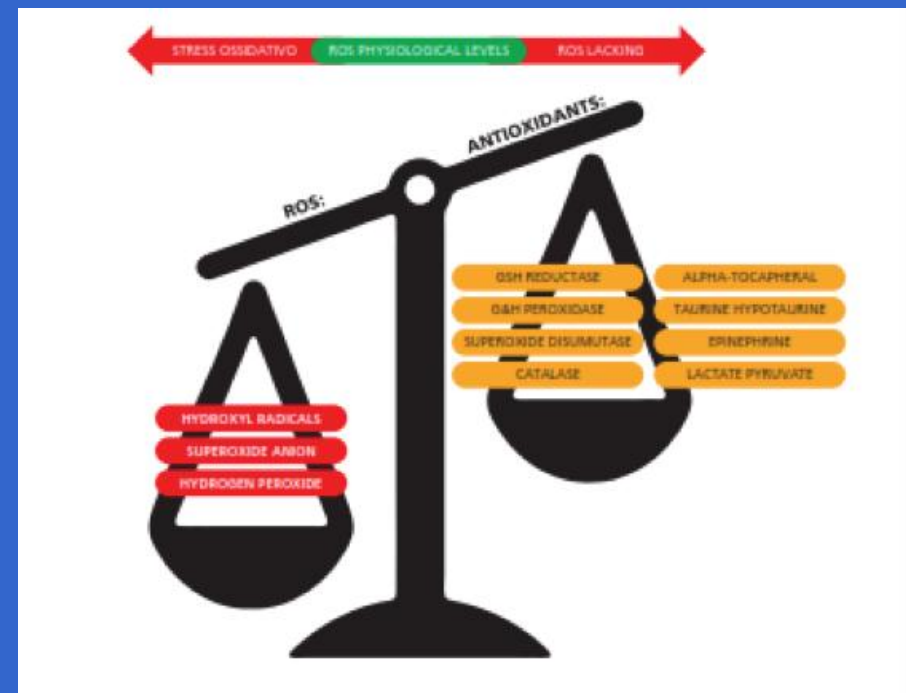 STRESS OSSIDATIVO ROS PHYSIOLOGICAL LEVELS ROS LACKING
ANTIOXIDANTS:
ROS:
GSH REDUCTASE ALPHA-TOCAPHERAL
G&H PEROXIDASE TAURINE HYPOTAURINE
SUPEROXIDE DISUMUTASE EPINEPHRINE
CATALASE LACTATE PYRUVATE
HYDROXYL RADICALS
SUPEROXIDE ANION
HYDROGEN PEROXIDE